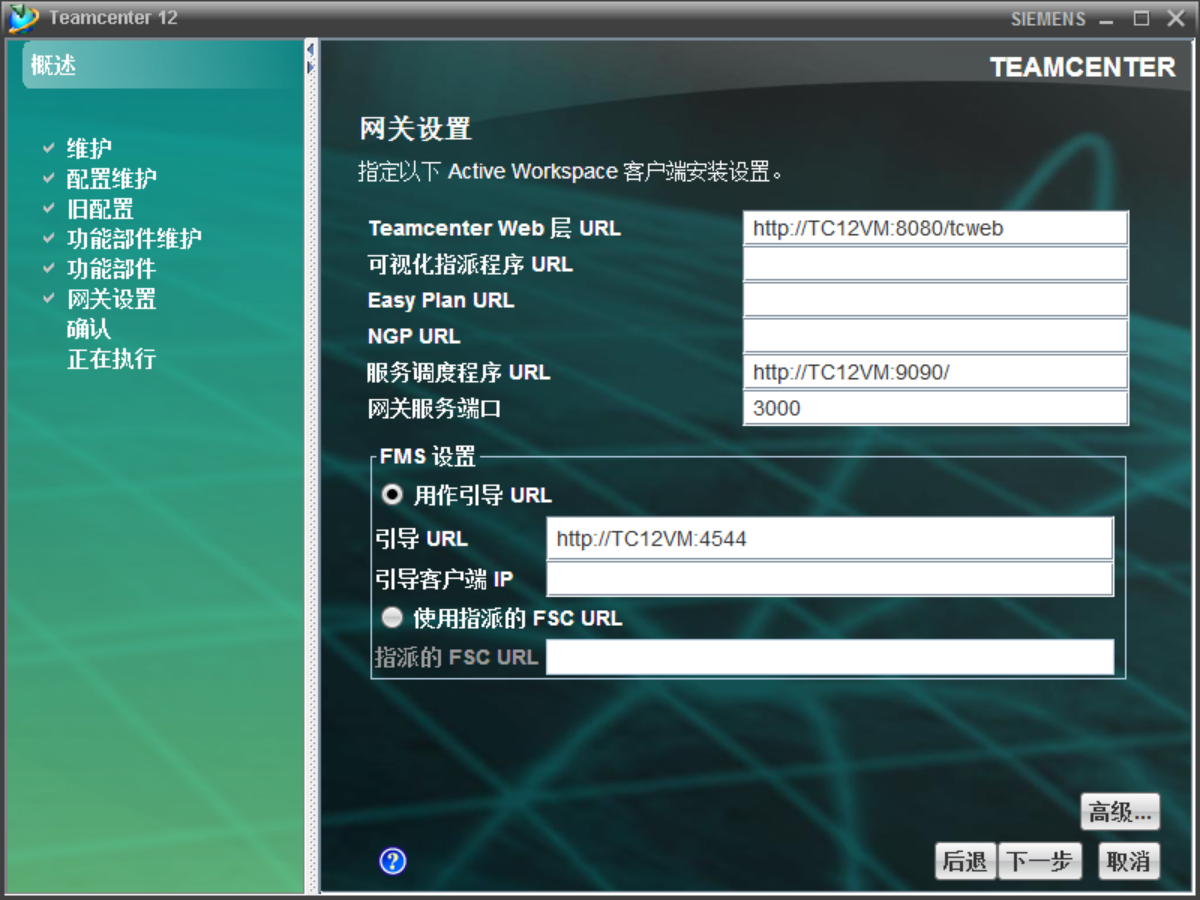 Teamcenter 12
SIEMENS
概述
维护
配置维护
旧配置
功能部件维护
功能部件
网关设置
确认
正在执行
TEAMCENTER
网关设置
指定以下 Active Workspace 客户端安装设置。
Teamcenter Web 层 URL http://TC12VM:8080/tcweb
可视化指派程序 URL
Easy Plan URL
NGP URL
服务调度程序 URL http://TC12VM:9090/
网关服务端口 3000
FMS 设置
用作引导 URL
引导 URL http://TC12VM:4544
引导客户端 IP
使用指派的 FSC URL
指派的 FSC URL
高级...
? 后退 下一步 取消